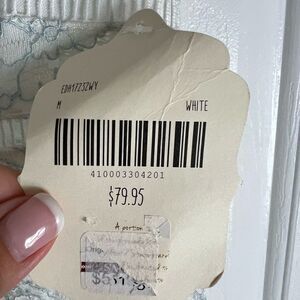 EDH17232WY
M WHITE
410003304201
$79.95
A portion